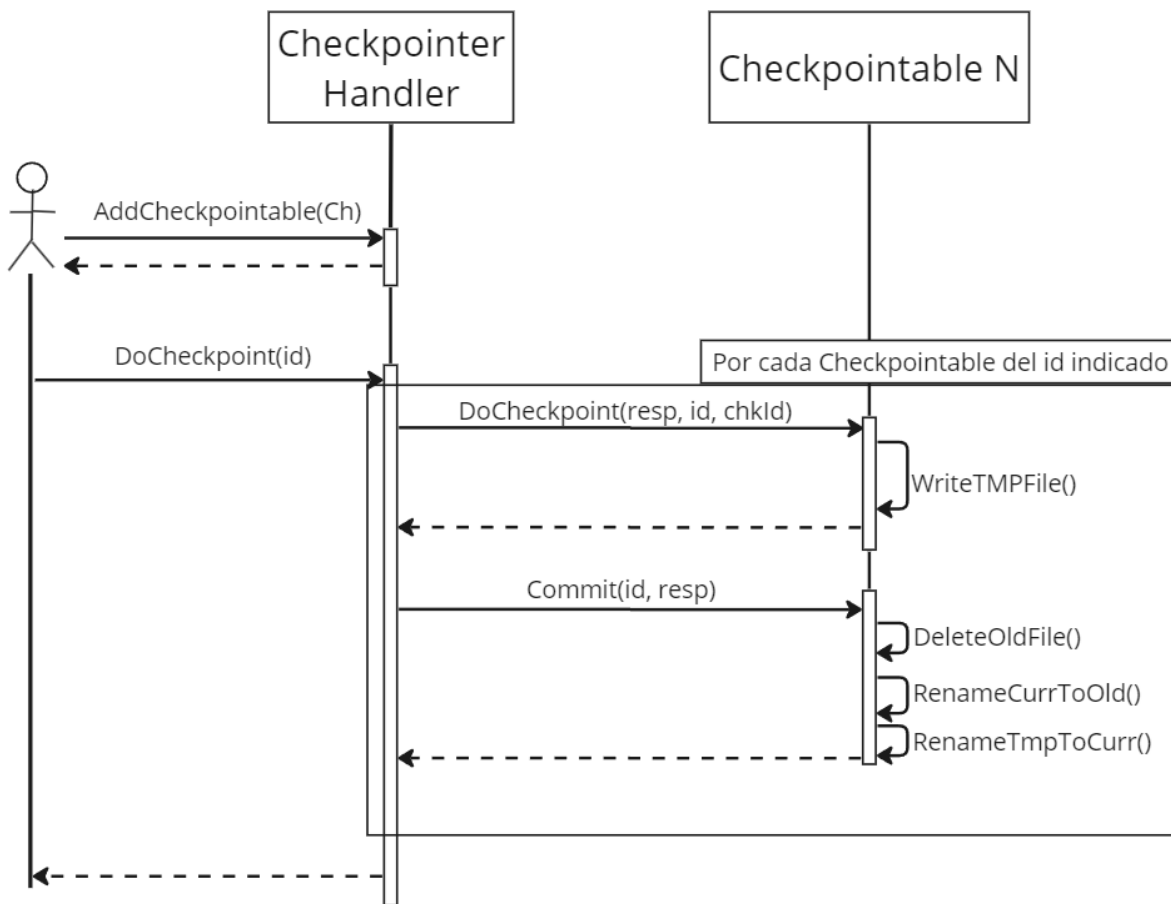 Checkpointer
Handler
Checkpointable N
AddCheckpointable(Ch)
DoCheckpoint(id)
Por cada Checkpointable del id indicado
DoCheckpoint(resp, id, chkId)
WriteTMPFile()
Commit(id, resp)
DeleteOldFile()
RenameCurrToOld()
RenameTmpToCurr()